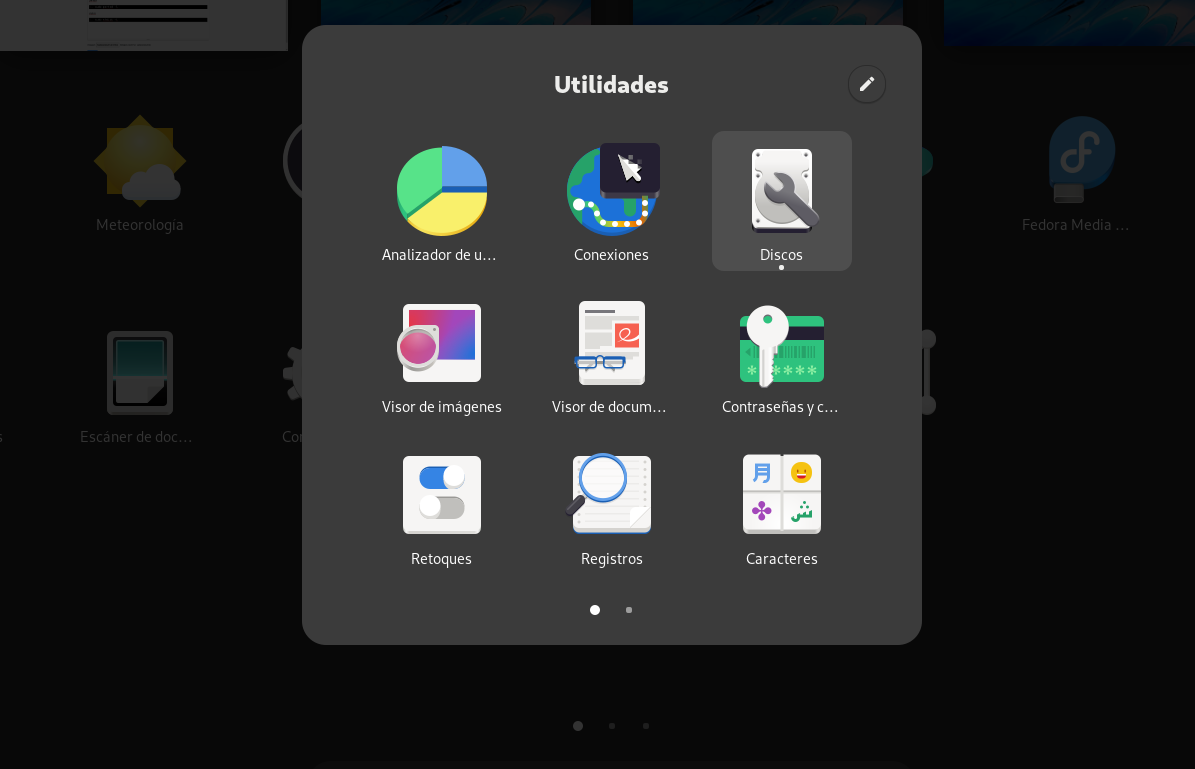 Utilidades
Analizador de u...
Conexiones
Discos
Meteorología
Fedora Media ...
Visor de imágenes
Visor de docum...
Contraseñas y c...
Escáner de doc...
Retoques
Registros
Caracteres
月
ش